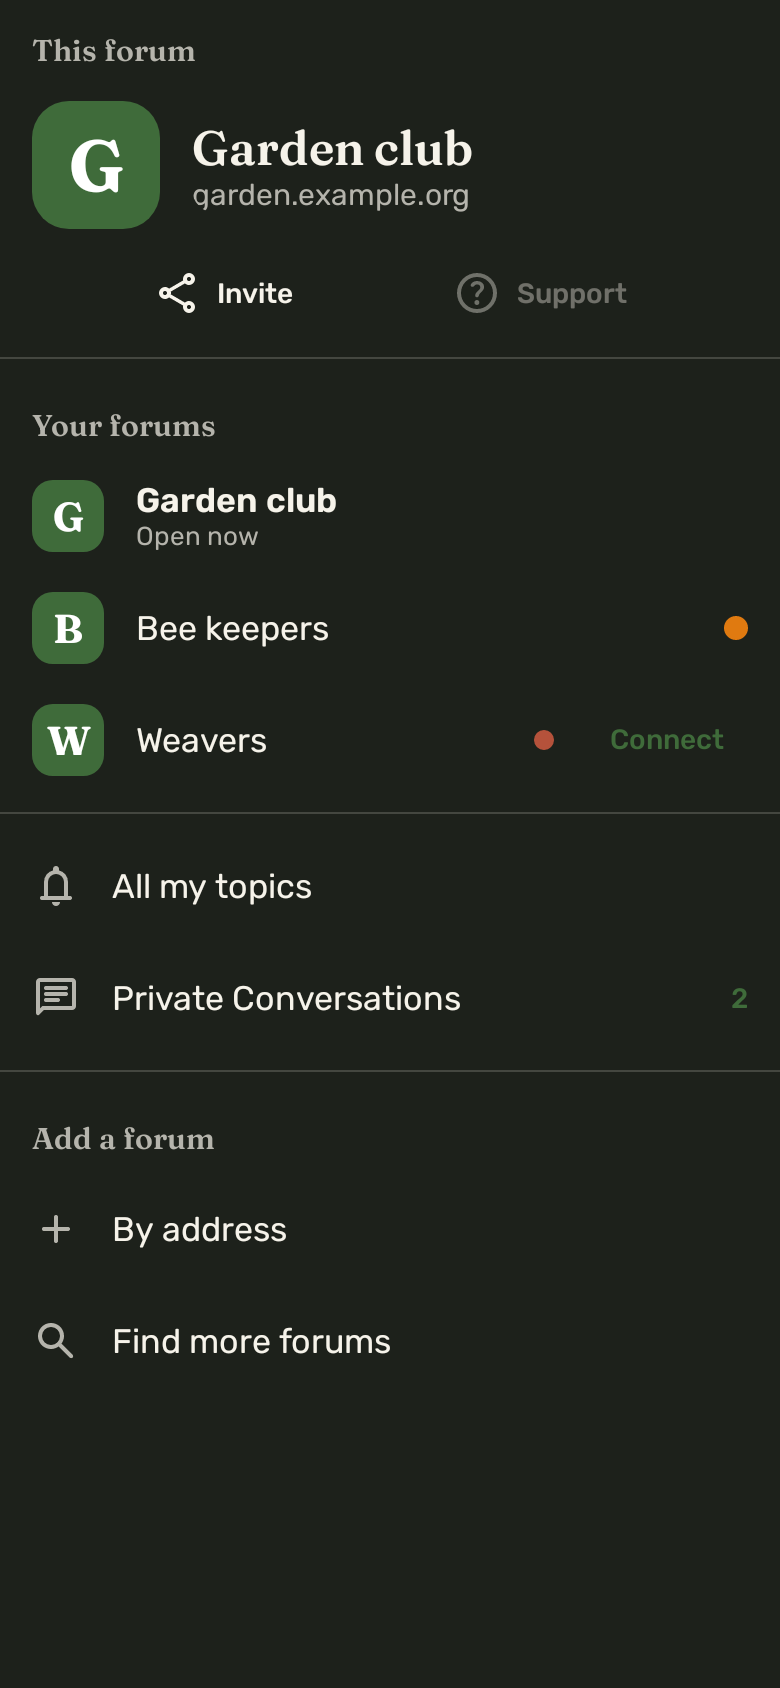 This forum
G
Garden club
garden.example.org
Invite
Support
Your forums
G
Garden club
Open now
B
Bee keepers
W
Weavers
Connect
All my topics
Private Conversations
2
Add a forum
By address
Find more forums